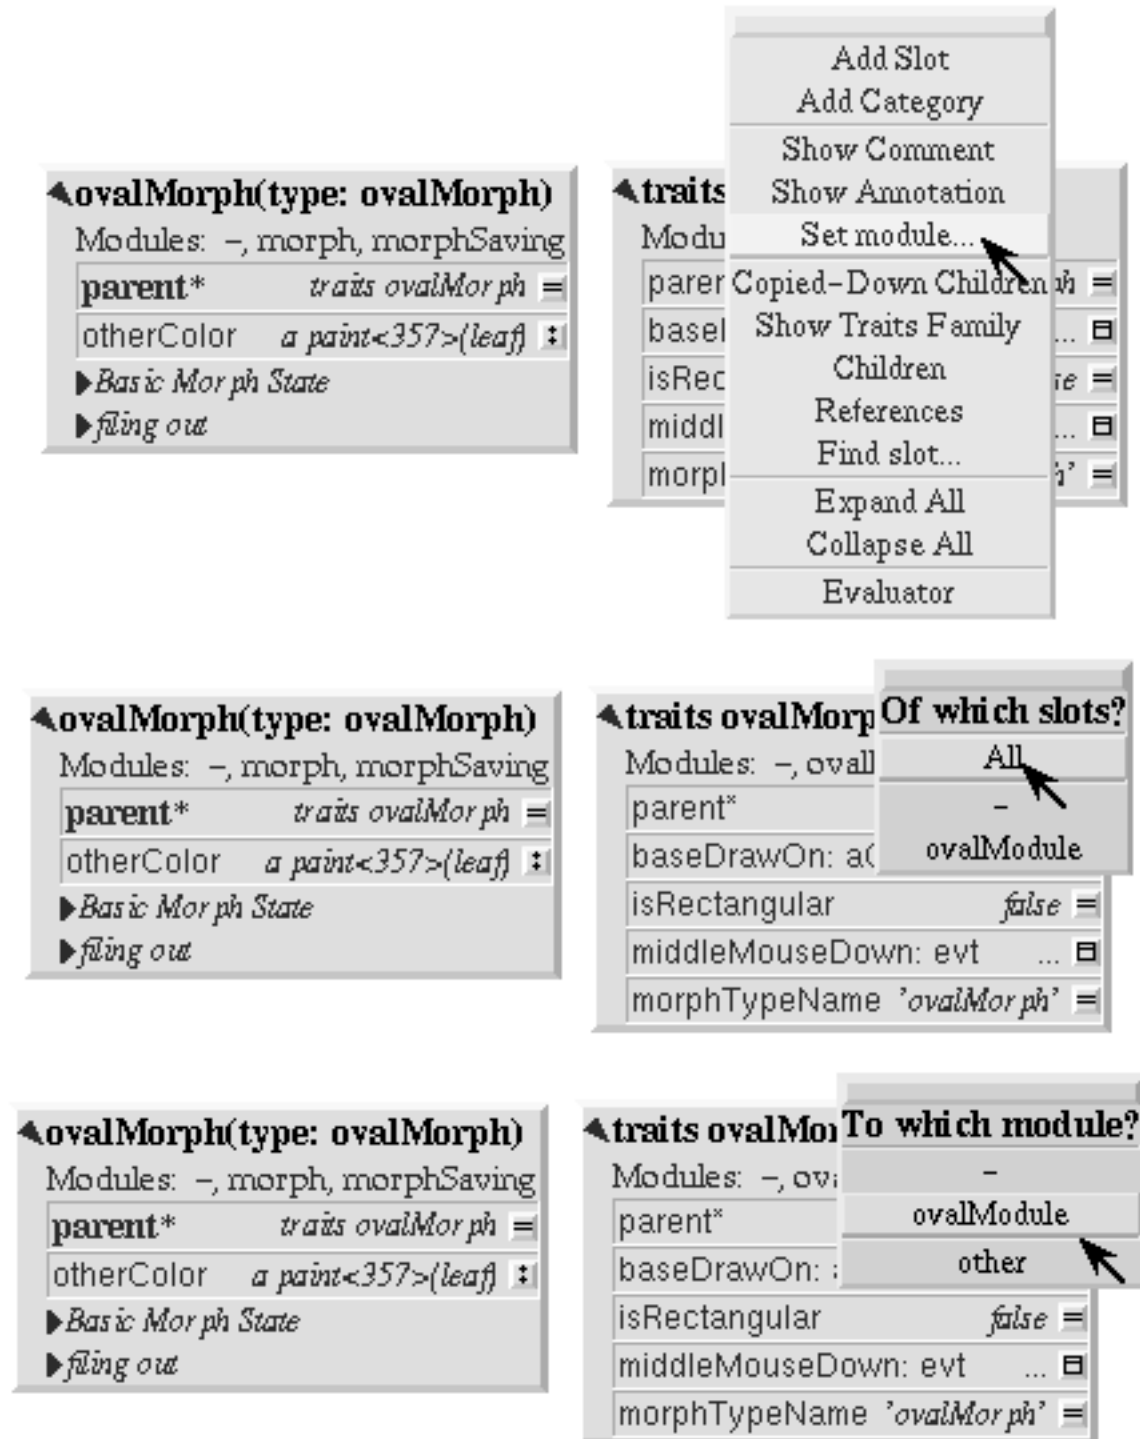 Add Slot
Add Category
Show Comment
Show Annotation
Set module...
Copied-Down Children
Show Traits Family
Children
References
Find slot...
Expand All
Collapse All
Evaluator
ovalMorph(type: ovalMorph)
Modules: –, morph, morphSaving
parent* traits ovalMorph =
otherColor a paint<357>(leaf) :
Basic Morph State
filing out
traits
Modu
paren ph =
basel ...
isRec se =
middl ...
morpl h' =
ovalMorph(type: ovalMorph)
Modules: –, morph, morphSaving
parent* traits ovalMorph =
otherColor a paint<357>(leaf) :
Basic Morph State
filing out
traits ovalMorp
Modules: –, ovall
parent*
baseDrawOn: a
isRectangular false =
middleMouseDown: evt ...
morphTypeName 'ovalMorph' =
Of which slots?
All
–
ovalModule
ovalMorph(type: ovalMorph)
Modules: –, morph, morphSaving
parent* traits ovalMorph =
otherColor a paint<357>(leaf) :
Basic Morph State
filing out
traits ovalMor
Modules: –, ova
parent*
baseDrawOn:
isRectangular false =
middleMouseDown: evt ...
morphTypeName 'ovalMorph' =
To which module?
–
ovalModule
other